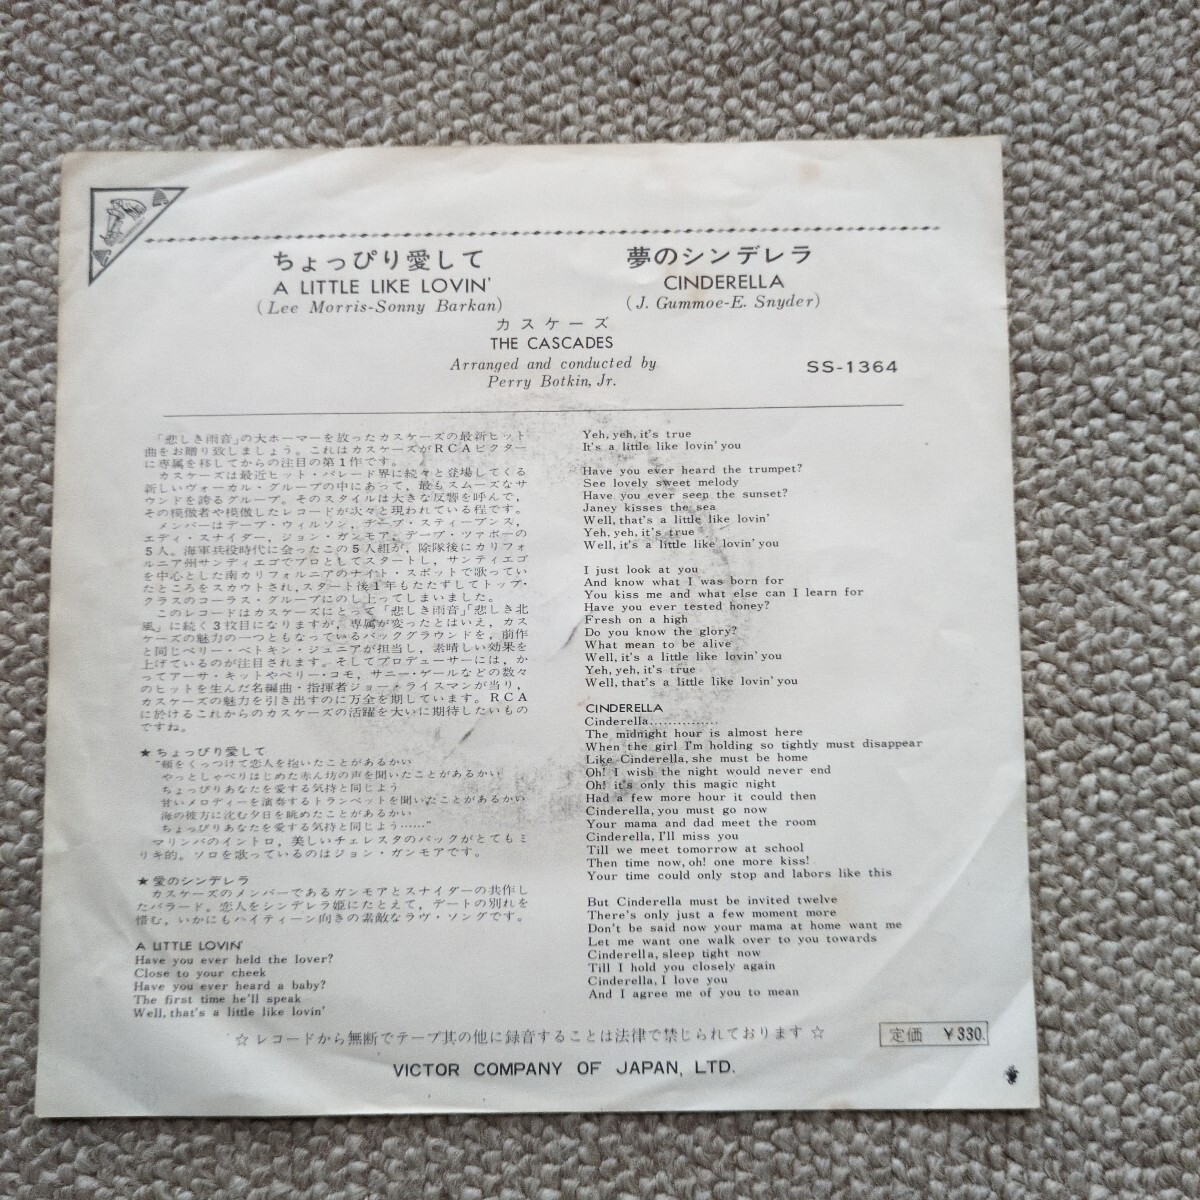 ちょっぴり愛して
A LITTLE LIKE LOVIN'
(Lee Morris-Sonny Barkan)
夢のシンデレラ
CINDERELLA
(J. Gummoe-E. Snyder)
カスケーズ
THE CASCADES
Arranged and conducted by
Perry Botkin, Jr.
SS-1364
「悲しき雨音」の大ホーマーを放ったカスケーズの最新ヒット
曲をお贈り致しましょう。これはカスケーズがRCAビクター
に専属を移してからの注目の第1作です。
カスケーズは最近ヒット・パレード界に続々と登場してくる
新しいヴォーカル・グループの中にあって，最もスムーズなサ
ウンドを誇るグループ。そのスタイルは大きな反響を呼んで，
その模倣者や模倣したレコードが次々と現われている程です。
メンバーはデーブ・ウィルソン，デーブ・スティーブンス，
エディ・スナイダー，ジョン・ガンモア，デーブ・ツァボーの
5人。海軍兵役時代に会ったこの5人組が，除隊後にカリフォ
ルニア州サンディエゴでプロとしてスタートし，サンティエゴ
を中心とした南カリフォルニアのナイト・スポットで歌ってい
たところをスカウトされ，スタート後1年もたたずしてトップ・
クラスのコーラス・グループにのし上ってしまいました。
このレコードはカスケーズにとって「悲しき雨音」「悲しき北
風」に続く3枚目になりますが，専属が変ったとはいえ，カス
ケーズの魅力の一つともなっているバックグラウンドを，前作
と同じペリー・ベトキン・ジュニアが担当し，素晴しい効果を
上げているのが注目されます。そしてプロデューサーには，か
ってアーサ・キットやペリー・コモ，サニー・ゲールなどの数々
のヒットを生んだ名編曲・指揮者ジョー・ライスマンが当り，
カスケーズの魅力を引き出すのに万全を期しています。RCA
に於けるこれからのカスケーズの活躍を大いに期待したいもの
ですね。
★ちょっぴり愛して
"頬をくっつけて恋人を抱いたことがあるかい
やっとしゃべりはじめた赤ん坊の声を聞いたことがあるかい
ちょっぴりあなたを愛する気持と同じよう
甘いメロディーを演奏するトランペットを聞いたことがあるかい
海の彼方に沈む夕日を眺めたことがあるかい
ちょっぴりあなたを愛する気持と同じよう……"
マリンバのイントロ，美しいチェレスタのバックがとてもミ
リキ的。ソロを歌っているのはジョン・ガンモアです。
★愛のシンデレラ
カスケーズのメンバーであるガンモアとスナイダーの共作し
たバラード。恋人をシンデレラ姫にたとえて，デートの別れを
惜む，いかにもハイティーン向きの素敵なラヴ・ソングです。
A LITTLE LOVIN'
Have you ever held the lover?
Close to your cheek
Have you ever heard a baby?
The first time he'll speak
Well, that's a little like lovin'
Yeh, yeh, it's true
It's a little like lovin' you
Have you ever heard the trumpet?
See lovely sweet melody
Have you ever seen the sunset?
Janey kisses the sea
Well, that's a little like lovin'
Yeh, yeh, it's true
Well, it's a little like lovin' you
I just look at you
And know what I was born for
You kiss me and what else can I learn for
Have you ever tested honey?
Fresh on a high
Do you know the glory?
What mean to be alive
Well, it's a little like lovin' you
Yeh, yeh, it's true
Well, that's a little like lovin' you
CINDERELLA
Cinderella...............
The midnight hour is almost here
When the girl I'm holding so tightly must disappear
Like Cinderella, she must be home
Oh! I wish the night would never end
Oh! it's only this magic night
Had a few more hour it could then
Cinderella, you must go now
Your mama and dad meet the room
Cinderella, I'll miss you
Till we meet tomorrow at school
Then time now, oh! one more kiss!
Your time could only stop and labors like this
But Cinderella must be invited twelve
There's only just a few moment more
Don't be said now your mama at home want me
Let me want one walk over to you towards
Cinderella, sleep tight now
Till I hold you closely again
Cinderella, I love you
And I agree me of you to mean
☆ レコードから無断でテープ其の他に録音することは法律で禁じられております ☆
定価 ¥330.
VICTOR COMPANY OF JAPAN, LTD.